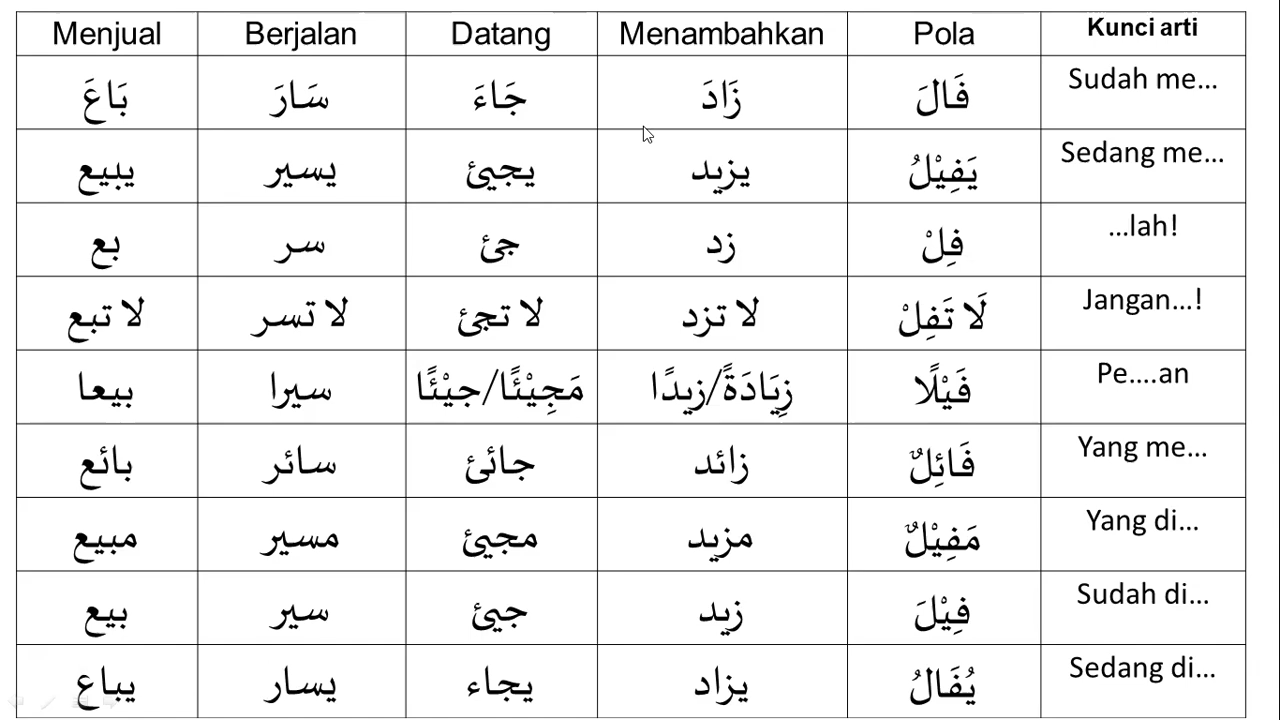 Menjual Berjalan Datang Menambahkan Pola Kunci arti
بَاعَ سَارَ جَاءَ زَادَ فَالَ Sudah me...
يبيع يسير يجيئ يزيد يَفِيْلُ Sedang me...
بع سر جئ زد فِلْ ...lah!
لا تبع لا تسر لا تجئ لا تزد لَا تَفِلْ Jangan...!
بيعا سيرا مَجِيْئًا/جيْئًا زِيَادَةً/زيدًا فَيْلًا Pe....an
بائع سائر جائئ زائد فَائِلٌ Yang me...
مبيع مسير مجيئ مزيد مَفِيْلٌ Yang di...
بيع سير جيئ زيد فِيْلَ Sudah di...
يباع يسار يجاء يزاد يُفَالُ Sedang di...